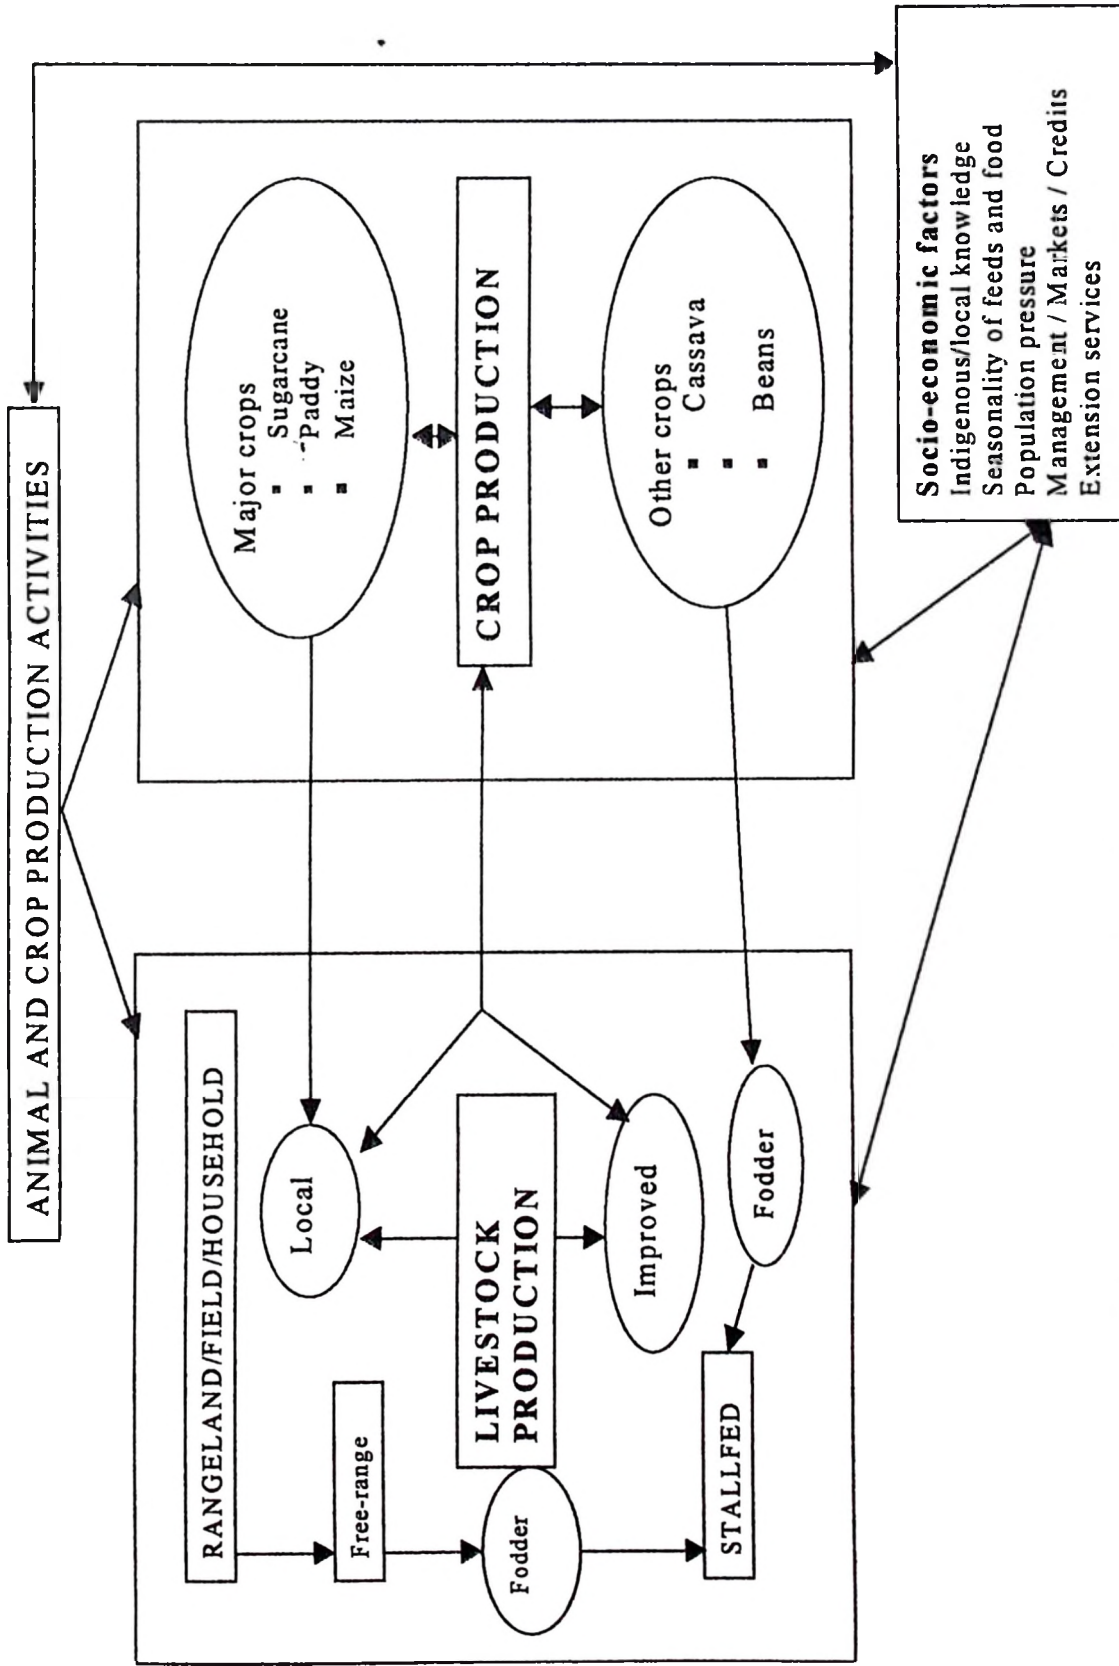 ANIMAL AND CROP PRODUCTION ACTIVITIES
RANGELAND/FIELD/HOUSEHOLD
Free-range
Fodder
STALLFED
Local
LIVESTOCK
PRODUCTION
Improved
Fodder
Major crops
▪ Sugarcane
▪ Paddy
▪ Maize
CROP PRODUCTION
Other crops
▪ Cassava
▪
▪ Beans
Socio-economic factors
Indigenous/local knowledge
Seasonality of feeds and food
Population pressure
Management / Markets / Credits
Extension services